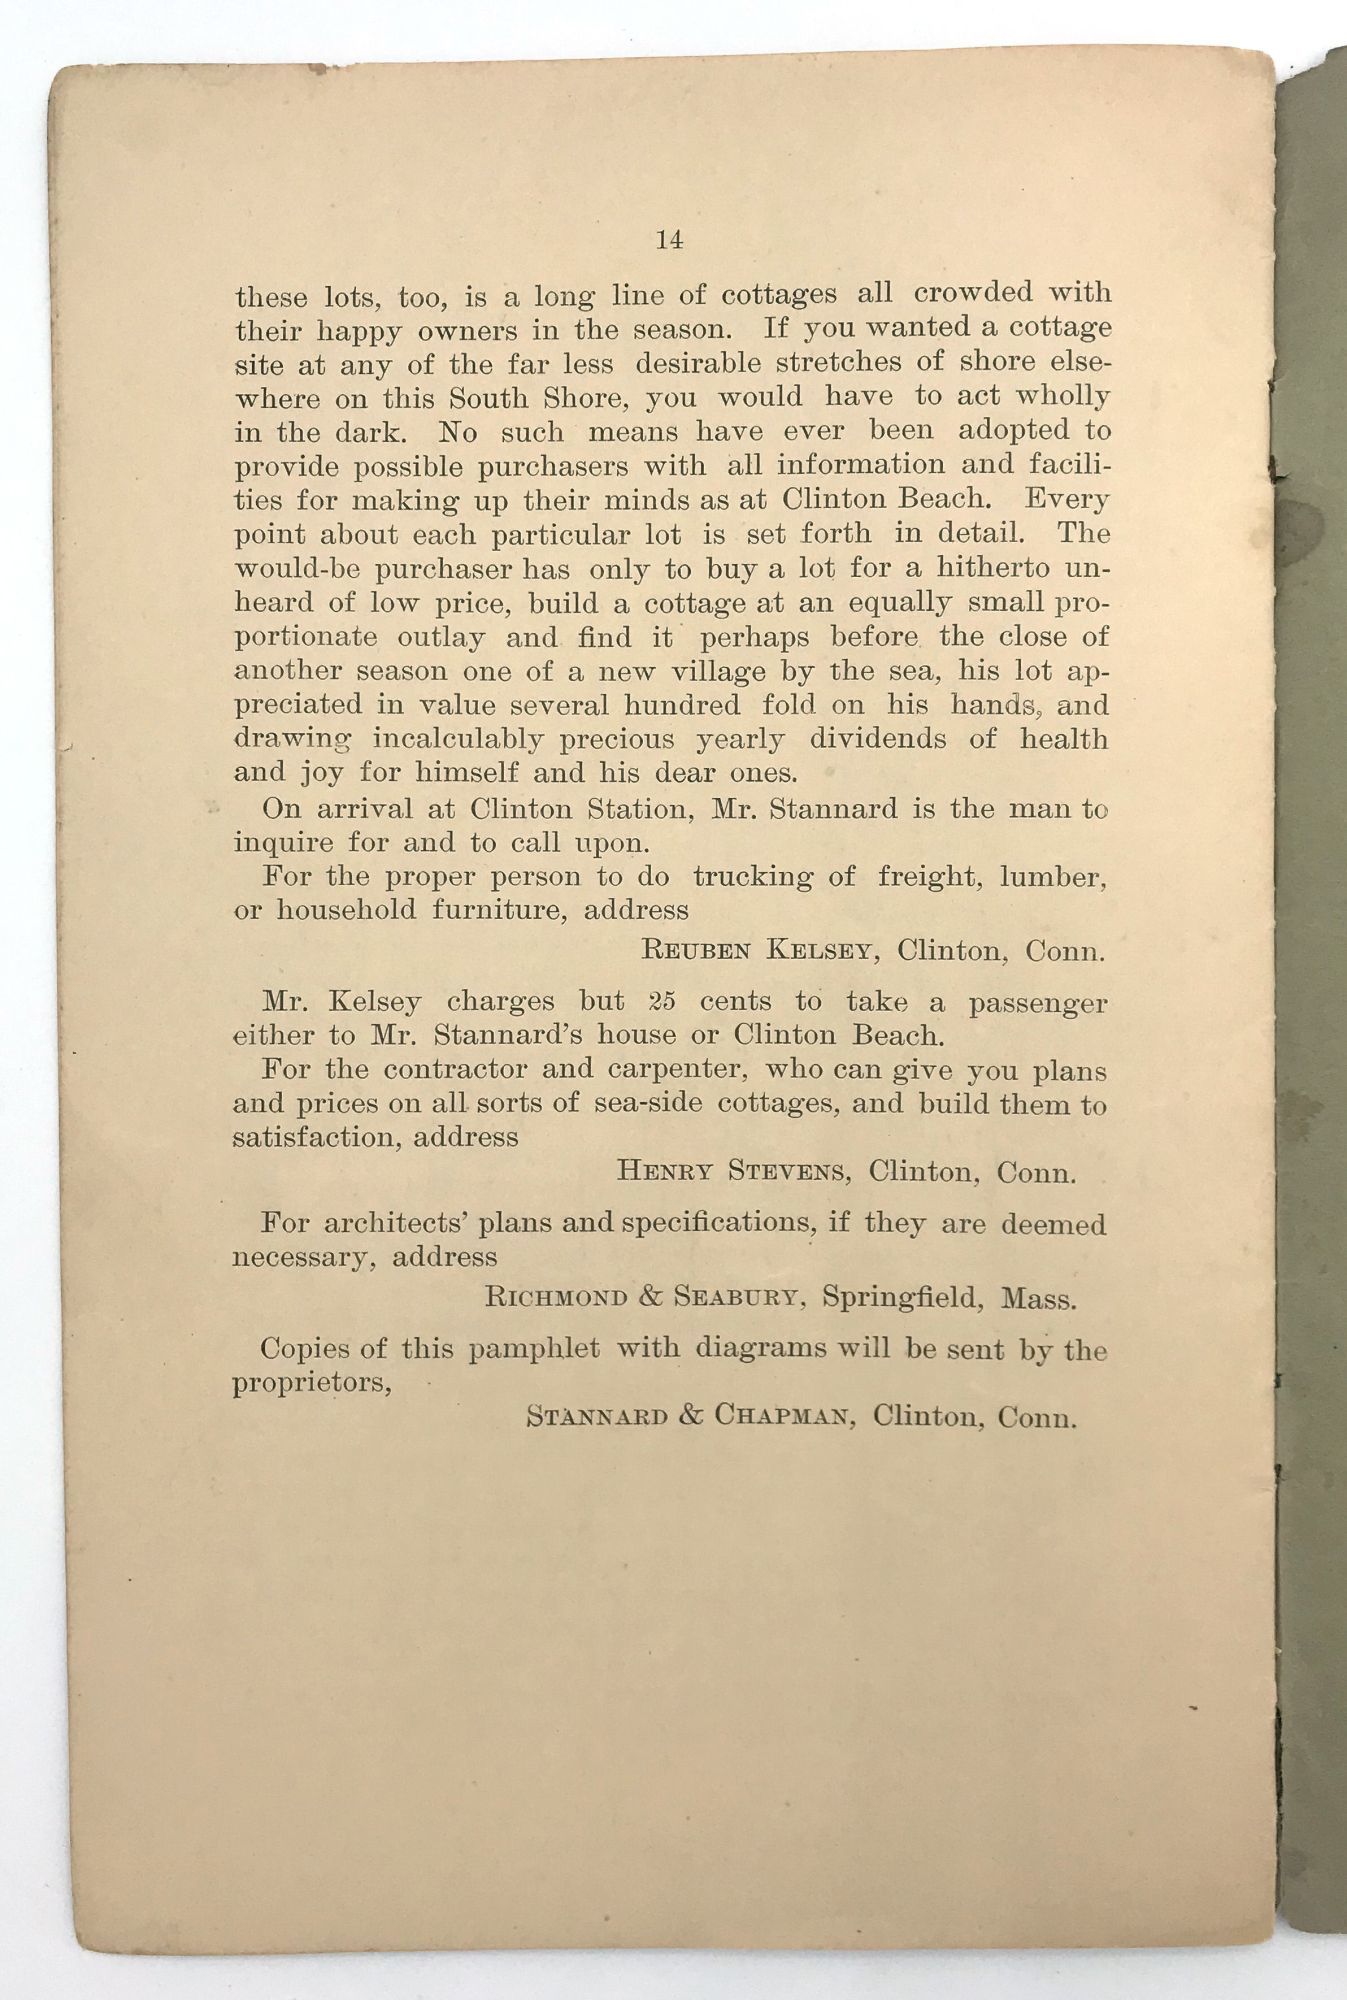 14
these lots, too, is a long line of cottages all crowded with
their happy owners in the season. If you wanted a cottage
site at any of the far less desirable stretches of shore else-
where on this South Shore, you would have to act wholly
in the dark. No such means have ever been adopted to
provide possible purchasers with all information and facili-
ties for making up their minds as at Clinton Beach. Every
point about each particular lot is set forth in detail. The
would-be purchaser has only to buy a lot for a hitherto un-
heard of low price, build a cottage at an equally small pro-
portionate outlay and find it perhaps before the close of
another season one of a new village by the sea, his lot ap-
preciated in value several hundred fold on his hands, and
drawing incalculably precious yearly dividends of health
and joy for himself and his dear ones.
On arrival at Clinton Station, Mr. Stannard is the man to
inquire for and to call upon.
For the proper person to do trucking of freight, lumber,
or household furniture, address
REUBEN KELSEY, Clinton, Conn.
Mr. Kelsey charges but 25 cents to take a passenger
either to Mr. Stannard's house or Clinton Beach.
For the contractor and carpenter, who can give you plans
and prices on all sorts of sea-side cottages, and build them to
satisfaction, address
HENRY STEVENS, Clinton, Conn.
For architects' plans and specifications, if they are deemed
necessary, address
RICHMOND & SEABURY, Springfield, Mass.
Copies of this pamphlet with diagrams will be sent by the
proprietors,
STANNARD & CHAPMAN, Clinton, Conn.